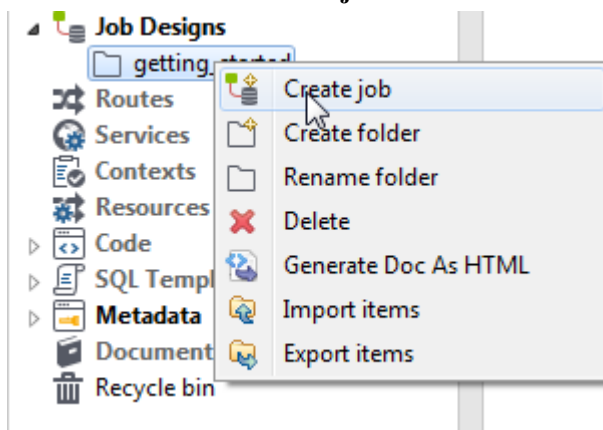 Job Designs
getting_started
Create job
Routes
Create folder
Services
Contexts
Rename folder
Resources
Delete
Code
Generate Doc As HTML
SQL Templ
Import items
Metadata
Document
Export items
Recycle bin